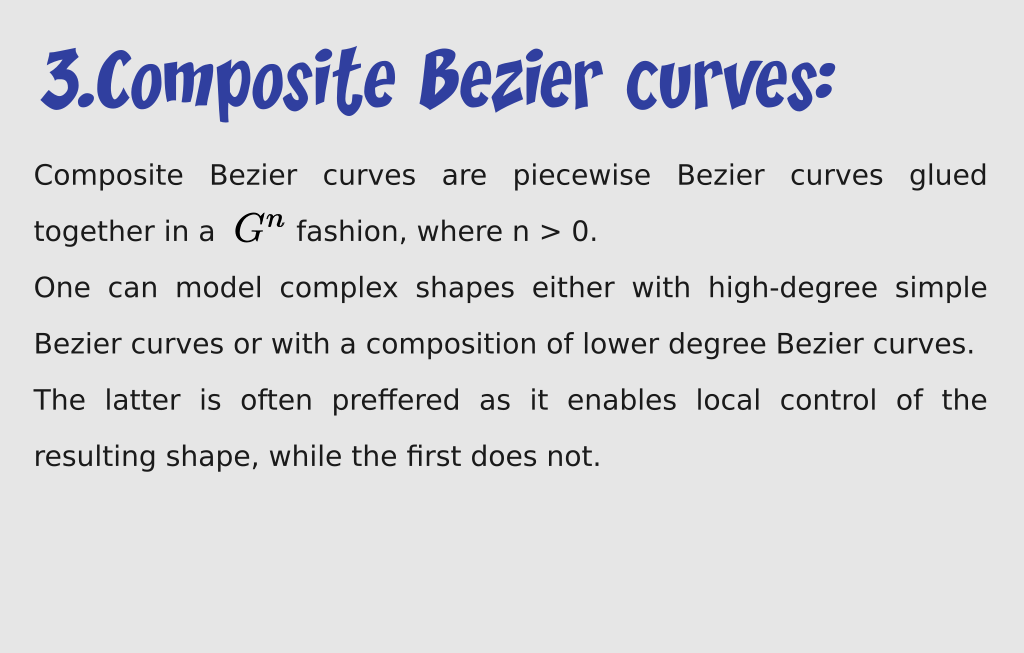 3.Composite Bezier curves:
Composite Bezier curves are piecewise Bezier curves glued
together in a Gⁿ fashion, where n > 0.
One can model complex shapes either with high-degree simple
Bezier curves or with a composition of lower degree Bezier curves.
The latter is often preffered as it enables local control of the
resulting shape, while the first does not.